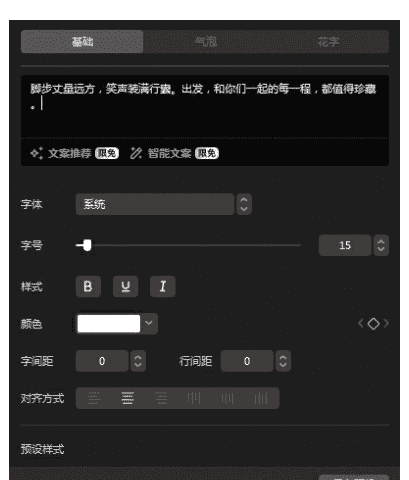 基础 气泡 花字
脚步丈量远方，笑声装满行囊。出发，和你们一起的每一程，都值得珍藏
。
文案推荐 限免 智能文案 限免
字体 系统
字号 15
样式 B U I
颜色
字间距 0 行间距 0
对齐方式
预设样式